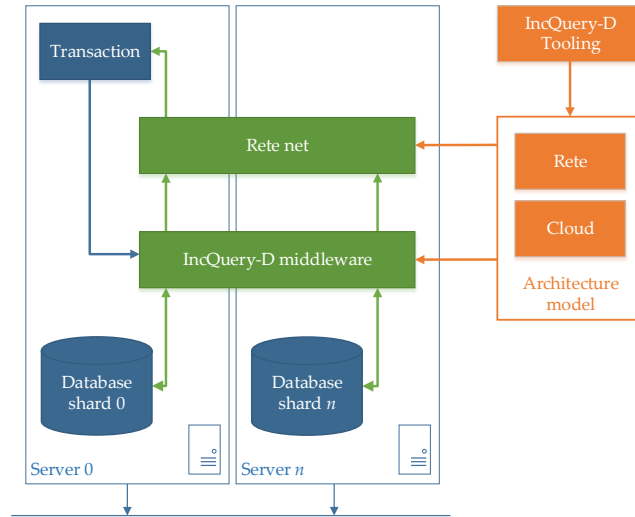 Transaction
IncQuery-D
Tooling
Rete net
Rete
Cloud
IncQuery-D middleware
Architecture
model
Database
shard 0
Database
shard n
Server 0
Server n